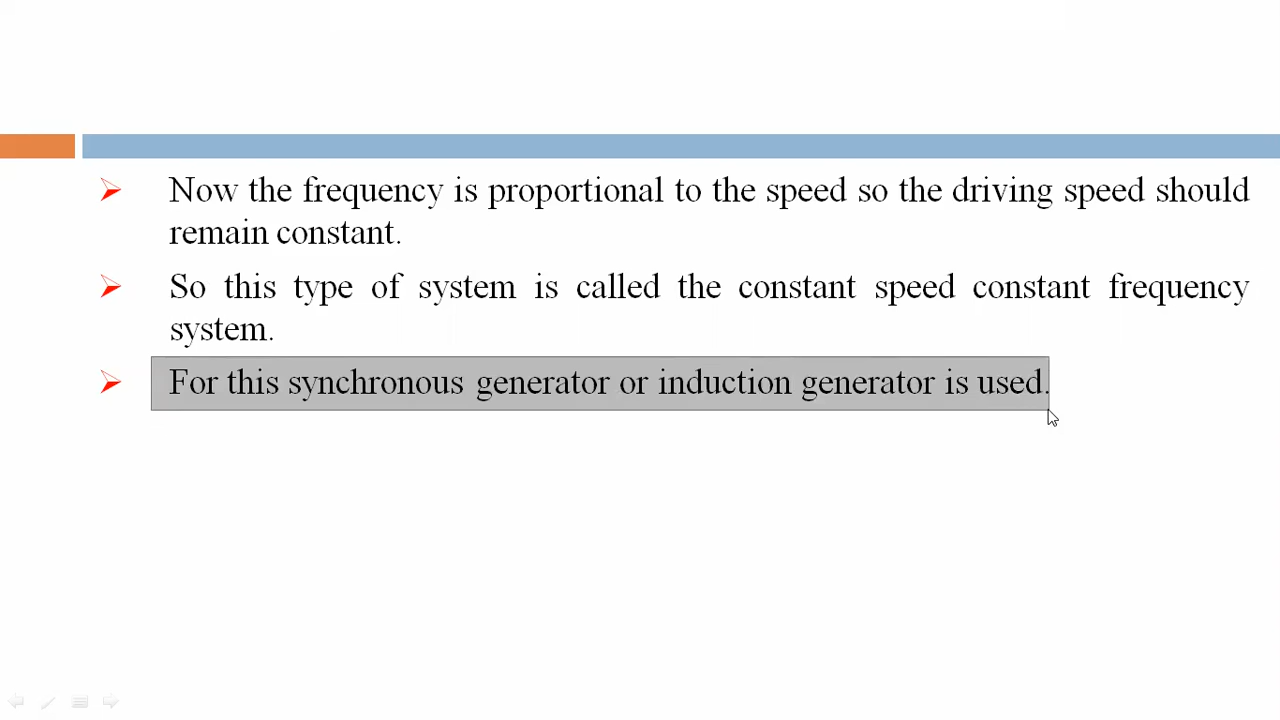 Now the frequency is proportional to the speed so the driving speed should
remain constant.
So this type of system is called the constant speed constant frequency
system.
For this synchronous generator or induction generator is used.